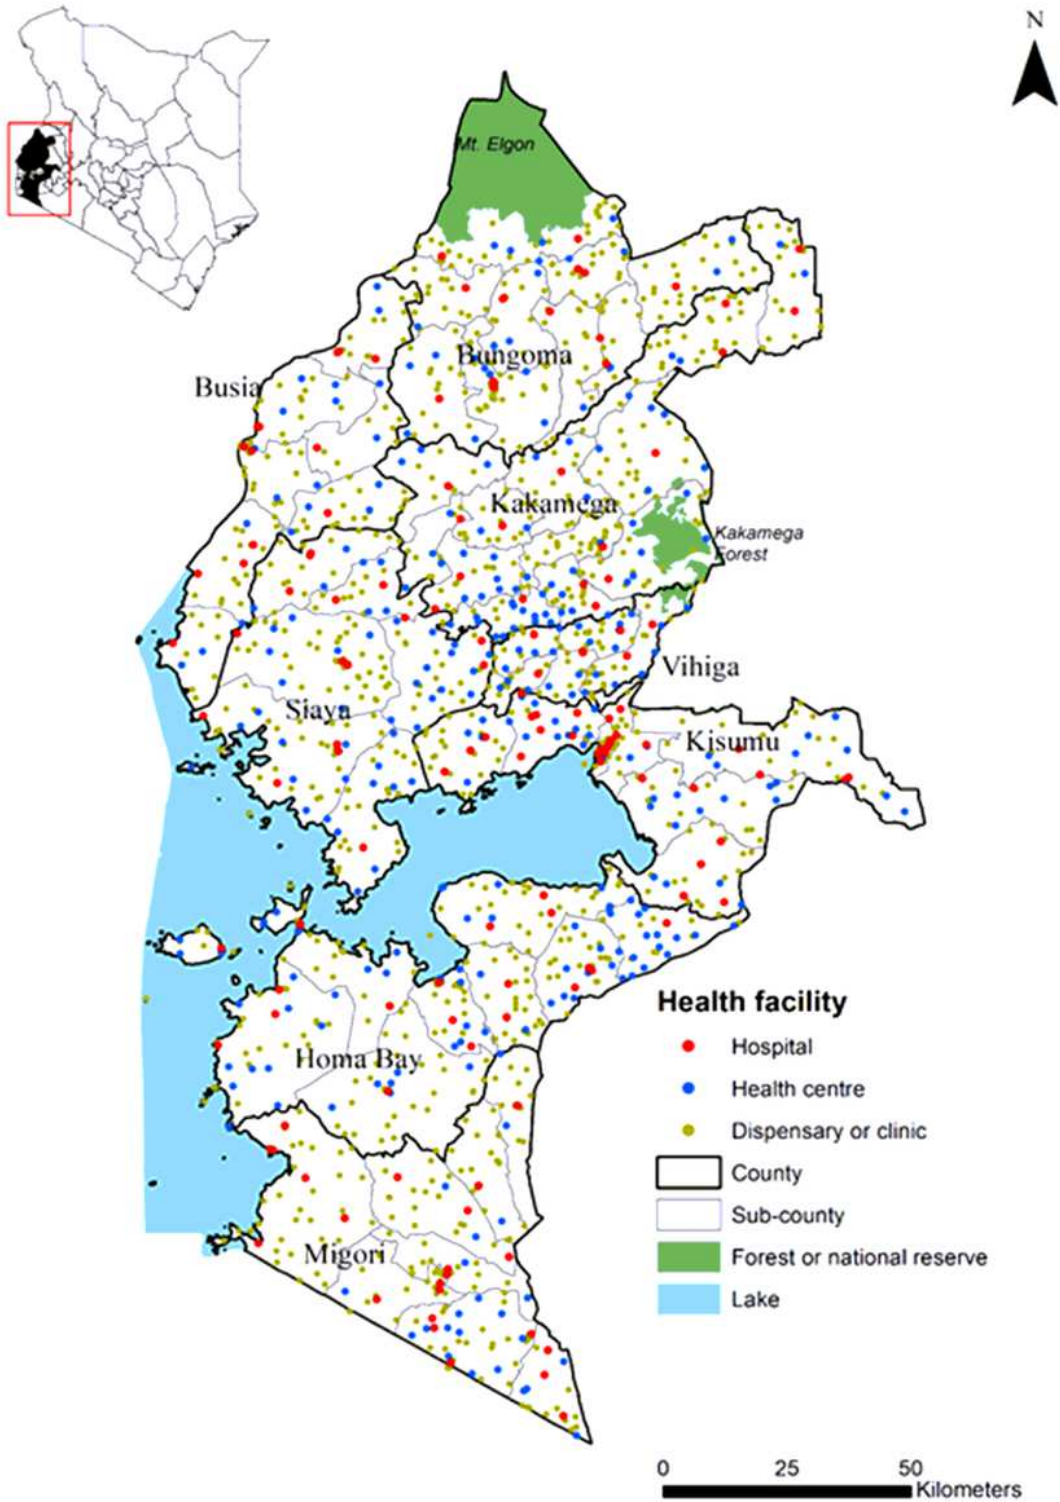 N
Mt. Elgon
Bungoma
Busia
Kakamega
Kakamega
Forest
Vihiga
Siaya
Kisumu
Homa Bay
Migori
Health facility
Hospital
Health centre
Dispensary or clinic
County
Sub-county
Forest or national reserve
Lake
0 25 50
Kilometers